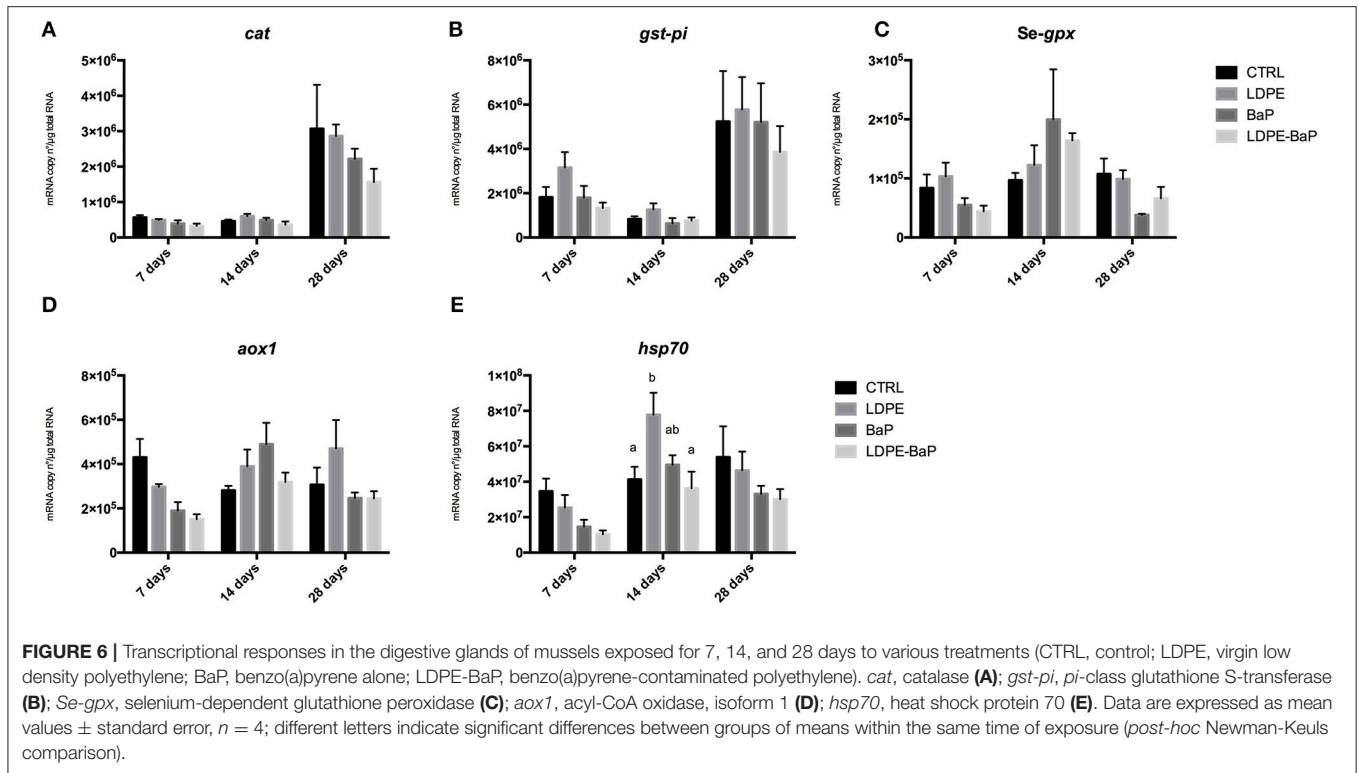 A
cat
mRNA copy n°/µg total RNA
5×10⁶
4×10⁶
3×10⁶
2×10⁶
1×10⁶
0
7 days
14 days
28 days
B
gst-pi
mRNA copy n°/µg total RNA
8×10⁶
6×10⁶
4×10⁶
2×10⁶
0
7 days
14 days
28 days
C
Se-gpx
mRNA copy n°/µg total RNA
3×10⁵
2×10⁵
1×10⁵
0
7 days
14 days
28 days
CTRL
LDPE
BaP
LDPE-BaP
D
aox1
mRNA copy n°/µg total RNA
8×10⁵
6×10⁵
4×10⁵
2×10⁵
0
7 days
14 days
28 days
E
hsp70
mRNA copy n°/µg total RNA
1×10⁸
8×10⁷
6×10⁷
4×10⁷
2×10⁷
0
a
b
ab
a
7 days
14 days
28 days
CTRL
LDPE
BaP
LDPE-BaP
FIGURE 6 | Transcriptional responses in the digestive glands of mussels exposed for 7, 14, and 28 days to various treatments (CTRL, control; LDPE, virgin low
density polyethylene; BaP, benzo(a)pyrene alone; LDPE-BaP, benzo(a)pyrene-contaminated polyethylene). cat, catalase (A); gst-pi, pi-class glutathione S-transferase
(B); Se-gpx, selenium-dependent glutathione peroxidase (C); aox1, acyl-CoA oxidase, isoform 1 (D); hsp70, heat shock protein 70 (E). Data are expressed as mean
values ± standard error, n = 4; different letters indicate significant differences between groups of means within the same time of exposure (post-hoc Newman-Keuls
comparison).